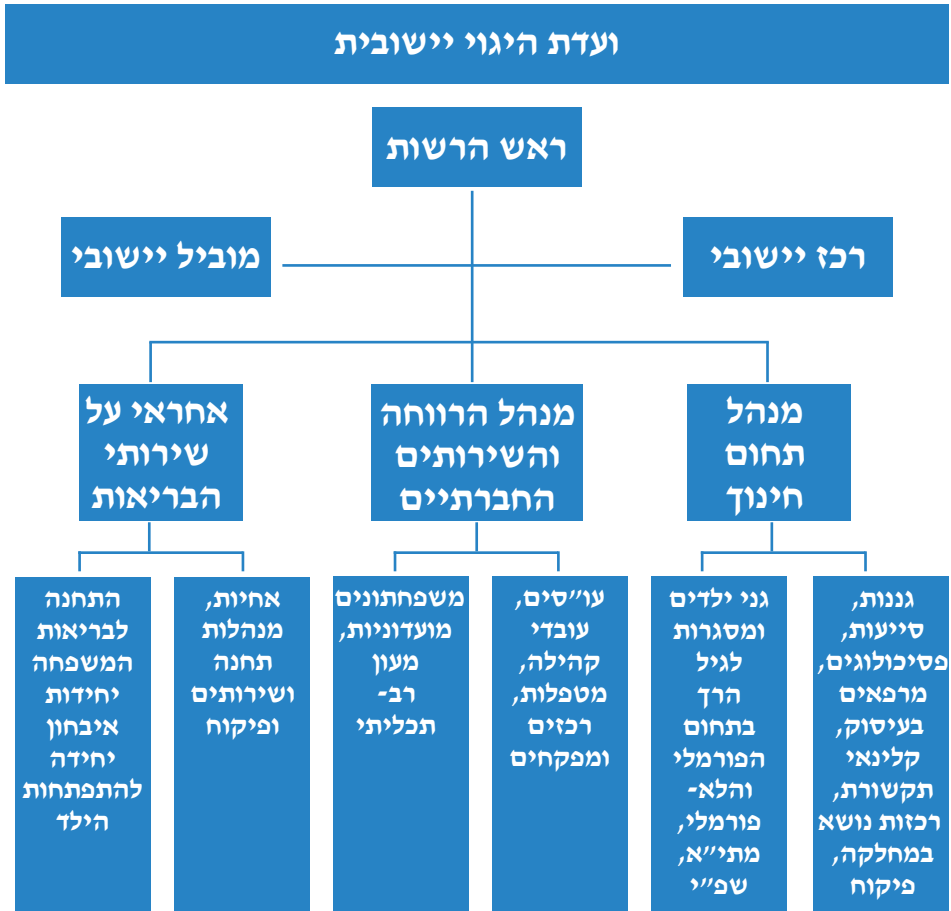 ועדת היגוי יישובית
ראש הרשות
רכז יישובי
מוביל יישובי
מנהל
תחום
חינוך
מנהל הרווחה
והשירותים
החברתיים
אחראי על
שירותי
הבריאות
גננות,
סייעות,
פסיכולוגים,
מרפאים
בעיסוק,
קלינאי
תקשורת,
רכזות נושא
במחלקה,
פיקוח
גני ילדים
ומסגרות
לגיל
הרך
בתחום
הפורמלי
והלא-
פורמלי,
מתי״א,
שפ״י
עו״סים,
עובדי
קהילה,
מטפלות,
רכזים
ומפקחים
משפחתונים
מועדוניות,
מעון
רב-
תכליתי
אחיות,
מנהלות
תחנה
ושירותים
ופיקוח
התחנה
לבריאות
המשפחה
יחידות
איבחון
יחידה
להתפתחות
הילד